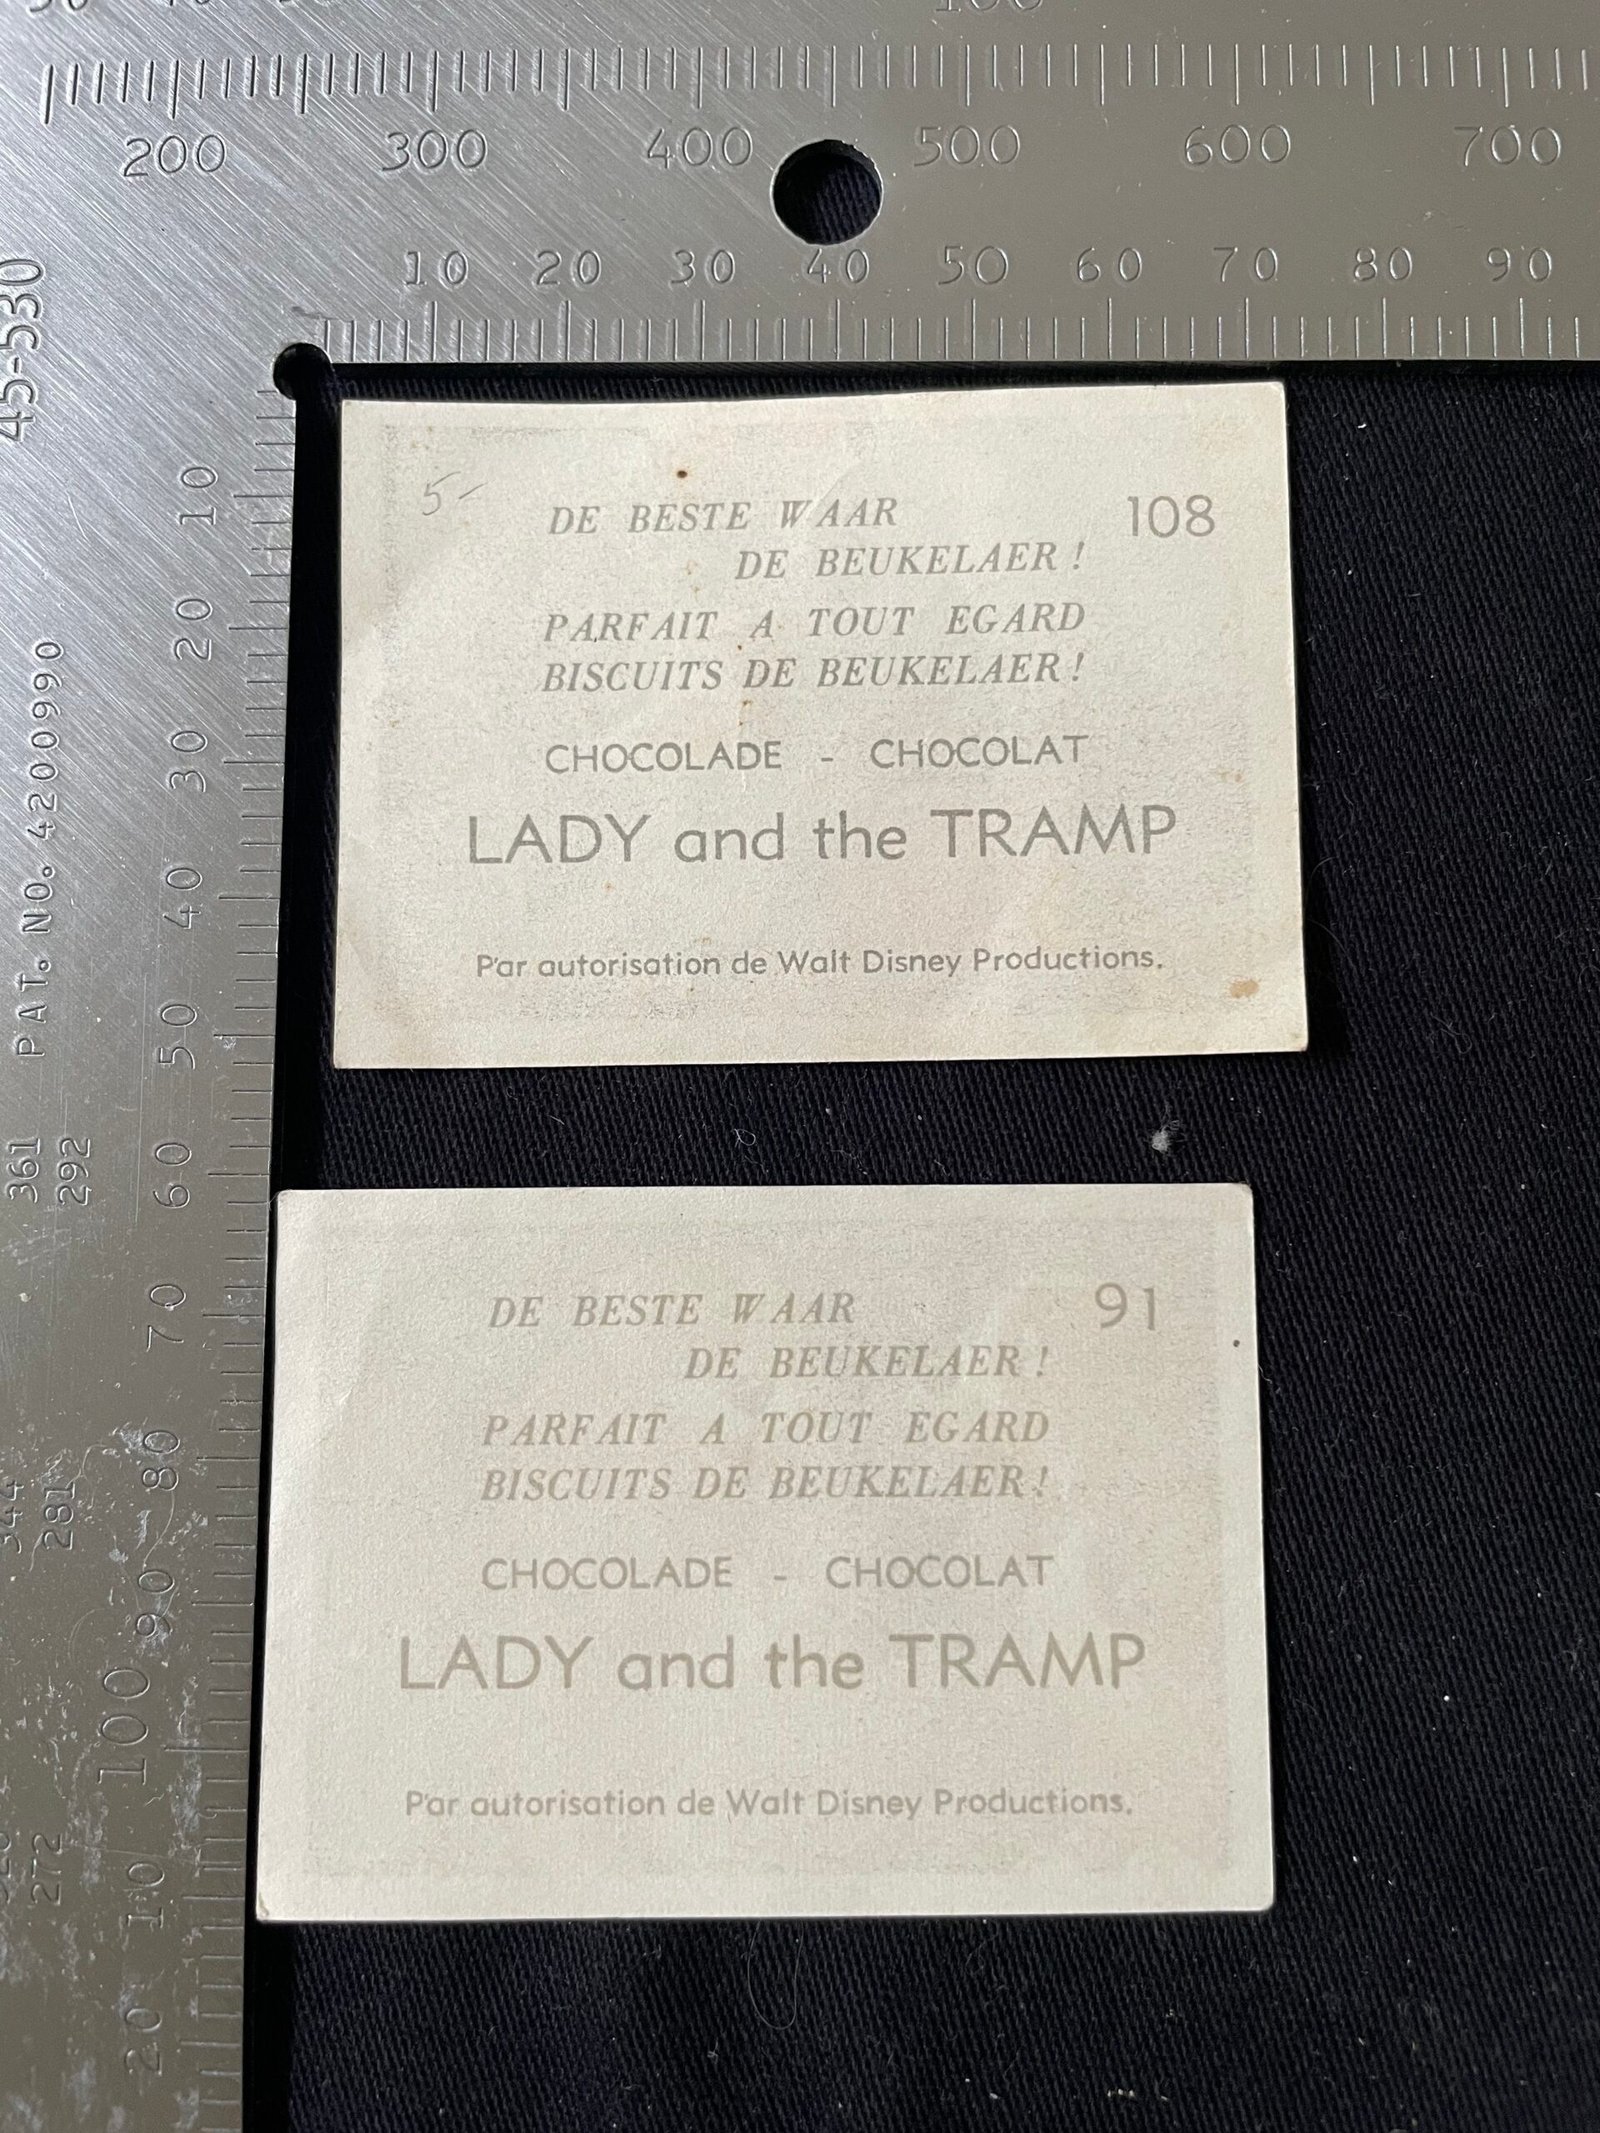 200 300 400 500 600 700
10 20 30 40 50 60 70 80 90
45-530
PAT. NO. 4200990
361
292
281
272
10 20 30 40 50 60 70 80 90 100 10 20
5-
DE BESTE WAAR 108
DE BEUKELAER !
PARFAIT A TOUT EGARD
BISCUITS DE BEUKELAER !
CHOCOLADE - CHOCOLAT
LADY and the TRAMP
Par autorisation de Walt Disney Productions.
DE BESTE WAAR 91
DE BEUKELAER !
PARFAIT A TOUT EGARD
BISCUITS DE BEUKELAER !
CHOCOLADE - CHOCOLAT
LADY and the TRAMP
Par autorisation de Walt Disney Productions.